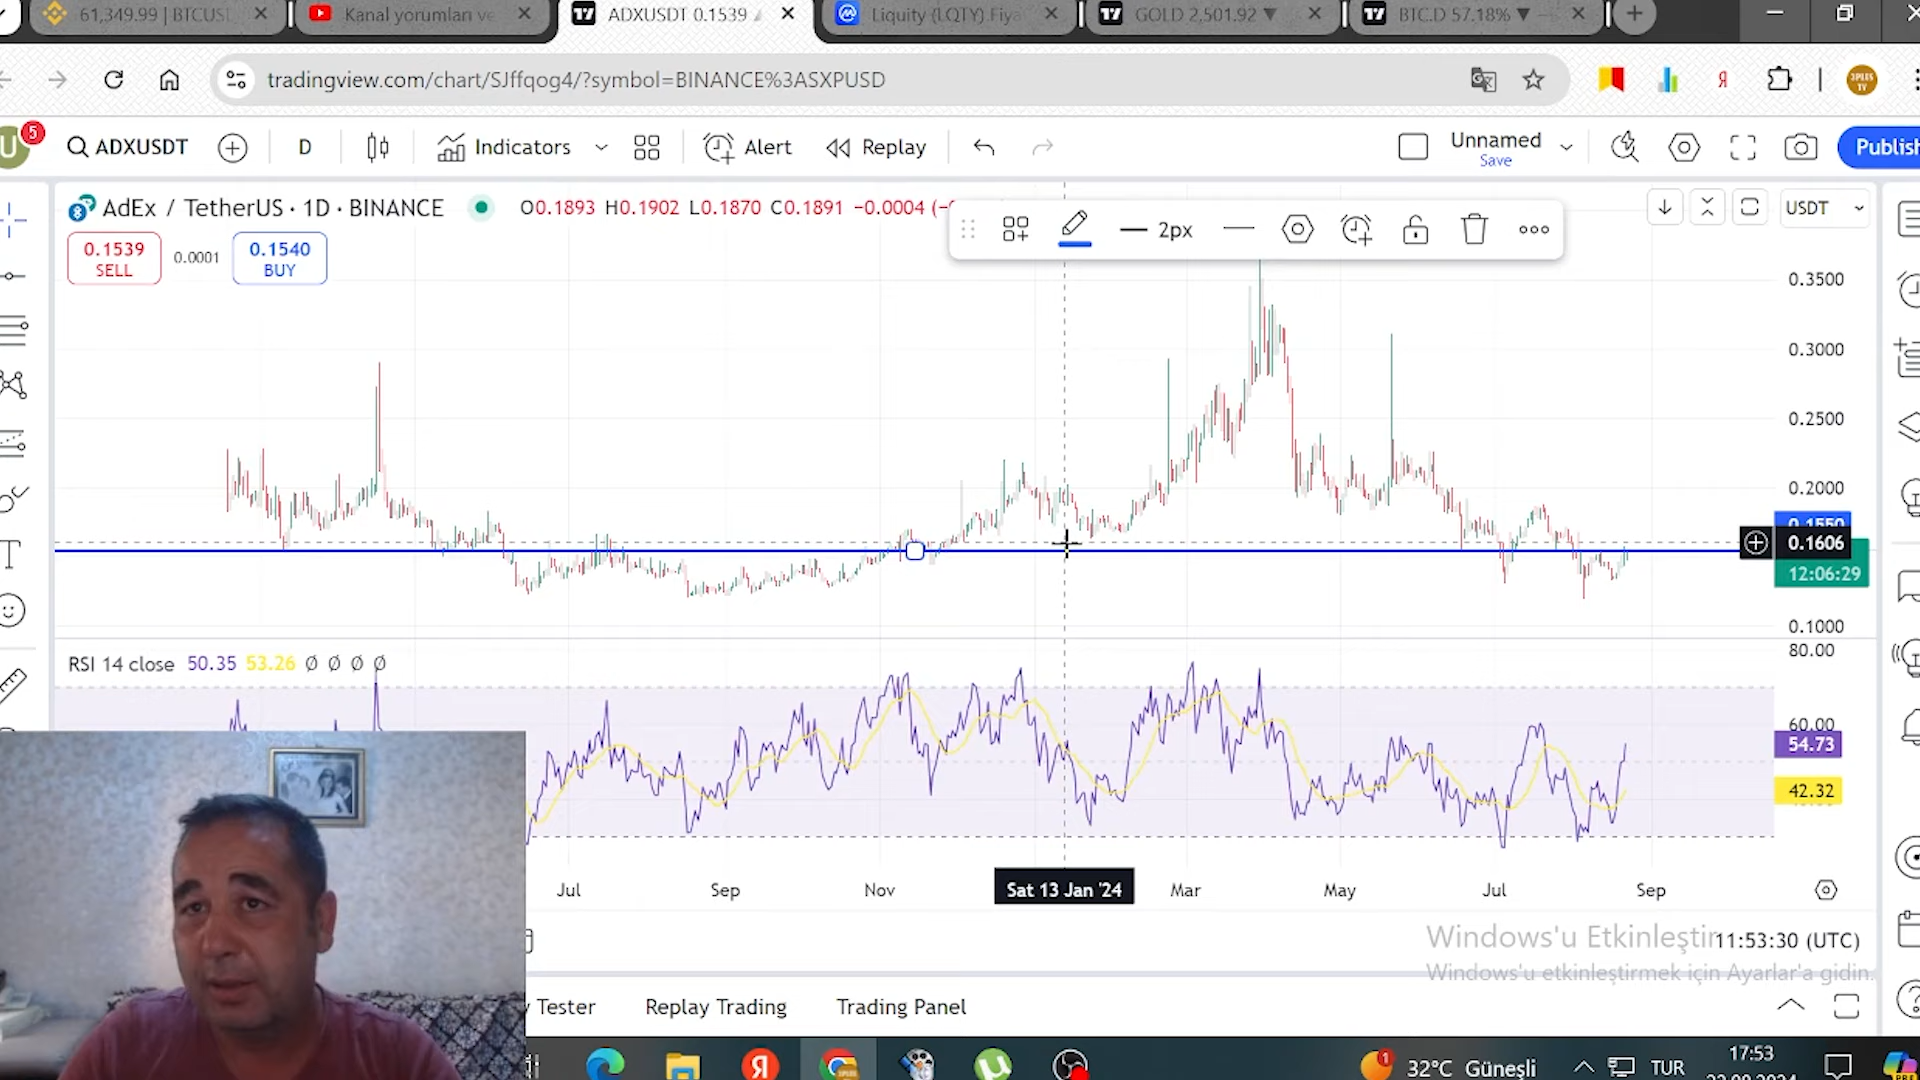 61,349.99 | BTCUS
Kanal yorumları ve
ADXUSDT 0.1539
Liquity (LQTY) Fiya
GOLD 2,501.92 ▼
BTC.D 57.18% ▼
tradingview.com/chart/SJffqog4/?symbol=BINANCE%3ASXPUSD
U 5
ADXUSDT
D
Indicators
Alert
Replay
Unnamed
Save
Publish
AdEx / TetherUS · 1D · BINANCE
O0.1893 H0.1902 L0.1870 C0.1891 −0.0004
2px
USDT
0.1539
SELL
0.0001
0.1540
BUY
0.3500
0.3000
0.2500
0.2000
0.1550
0.1606
12:06:29
0.1000
RSI 14 close 50.35 53.26 Ø Ø Ø Ø
80.00
60.00
54.73
42.32
Jul
Sep
Nov
Sat 13 Jan '24
Mar
May
Jul
Sep
Windows'u Etkinleştir
11:53:30 (UTC)
Windows'u etkinleştirmek için Ayarlar'a gidin.
Tester
Replay Trading
Trading Panel
1
32°C Güneşli
TUR
17:53